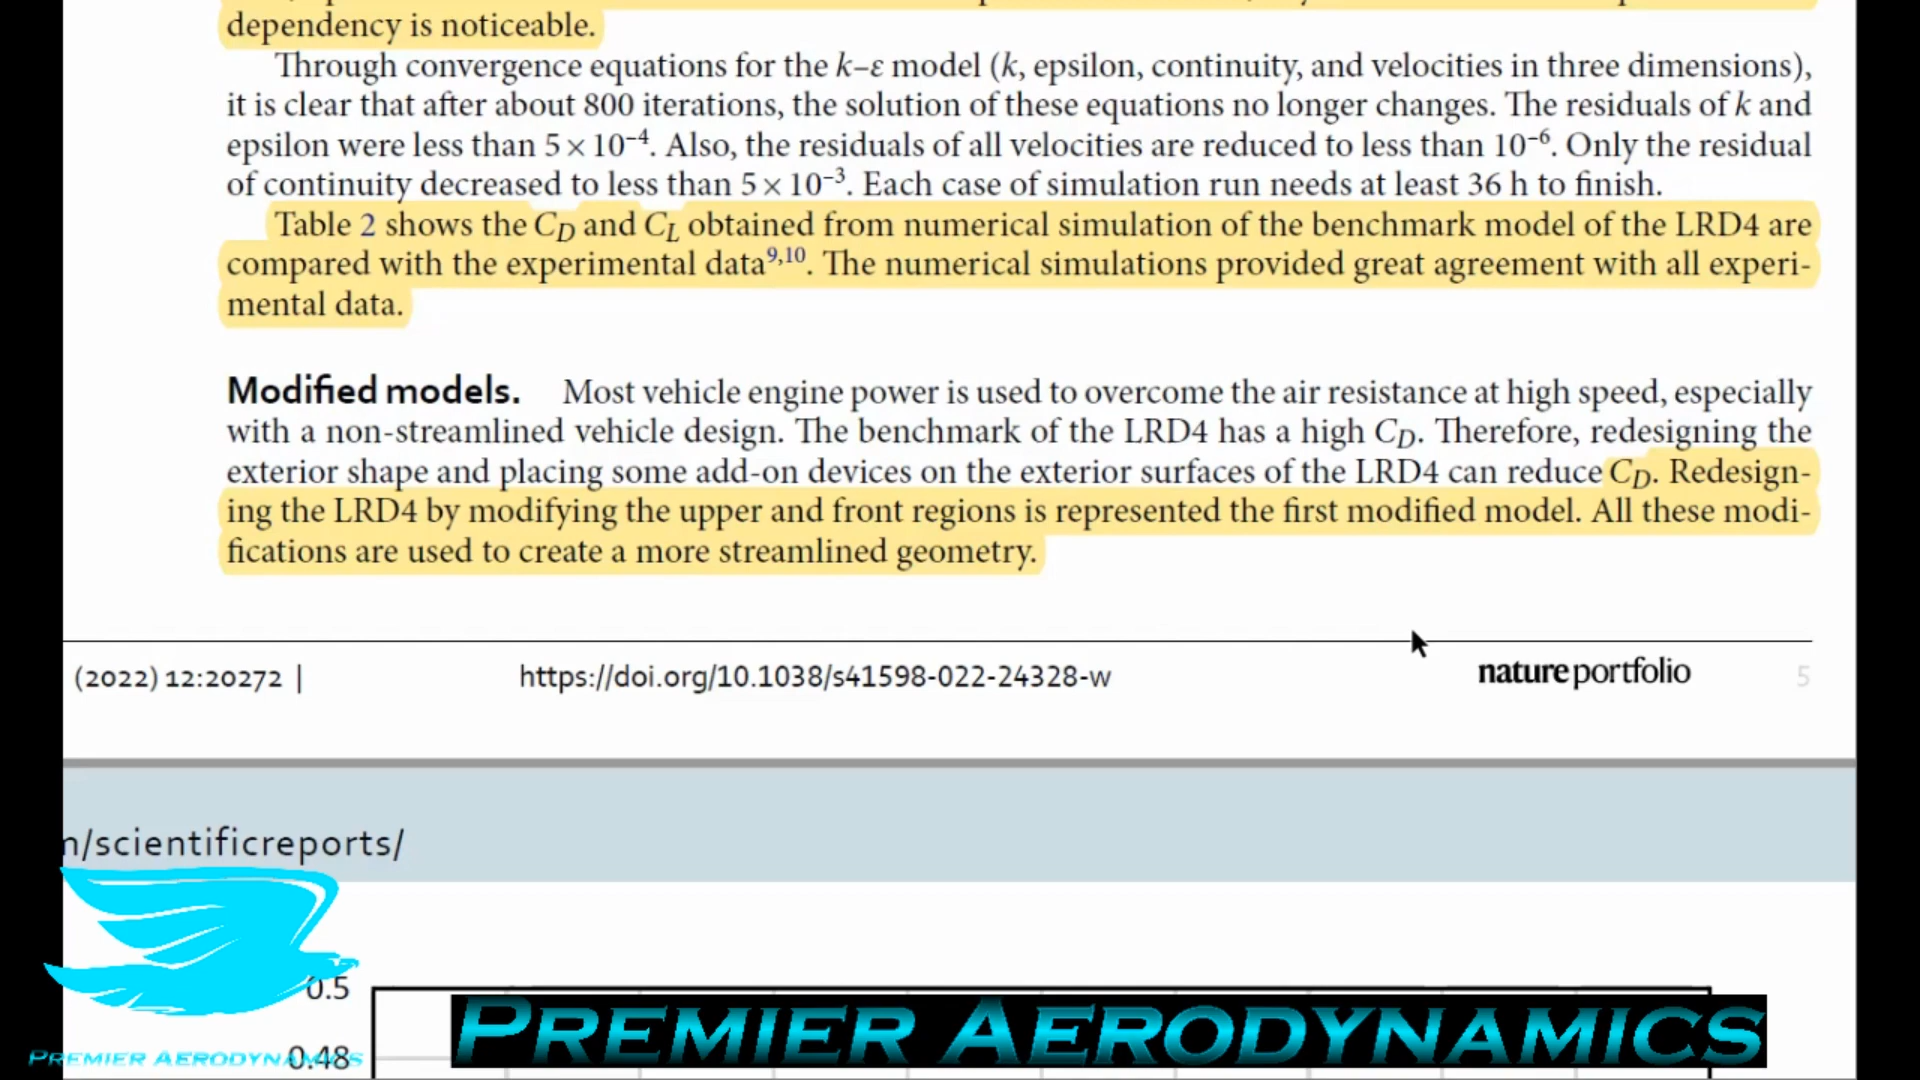 dependency is noticeable.
Through convergence equations for the k–ε model (k, epsilon, continuity, and velocities in three dimensions),
it is clear that after about 800 iterations, the solution of these equations no longer changes. The residuals of k and
epsilon were less than 5 × 10⁻⁴. Also, the residuals of all velocities are reduced to less than 10⁻⁶. Only the residual
of continuity decreased to less than 5 × 10⁻³. Each case of simulation run needs at least 36 h to finish.
Table 2 shows the C_D and C_L obtained from numerical simulation of the benchmark model of the LRD4 are
compared with the experimental data⁹,¹⁰. The numerical simulations provided great agreement with all experi-
mental data.
Modified models. Most vehicle engine power is used to overcome the air resistance at high speed, especially
with a non-streamlined vehicle design. The benchmark of the LRD4 has a high C_D. Therefore, redesigning the
exterior shape and placing some add-on devices on the exterior surfaces of the LRD4 can reduce C_D. Redesign-
ing the LRD4 by modifying the upper and front regions is represented the first modified model. All these modi-
fications are used to create a more streamlined geometry.
(2022) 12:20272 | https://doi.org/10.1038/s41598-022-24328-w natureportfolio 5
n/scientificreports/
0.5
PREMIER AERODYNAMICS
PREMIER AERODYNAMICS
0.48